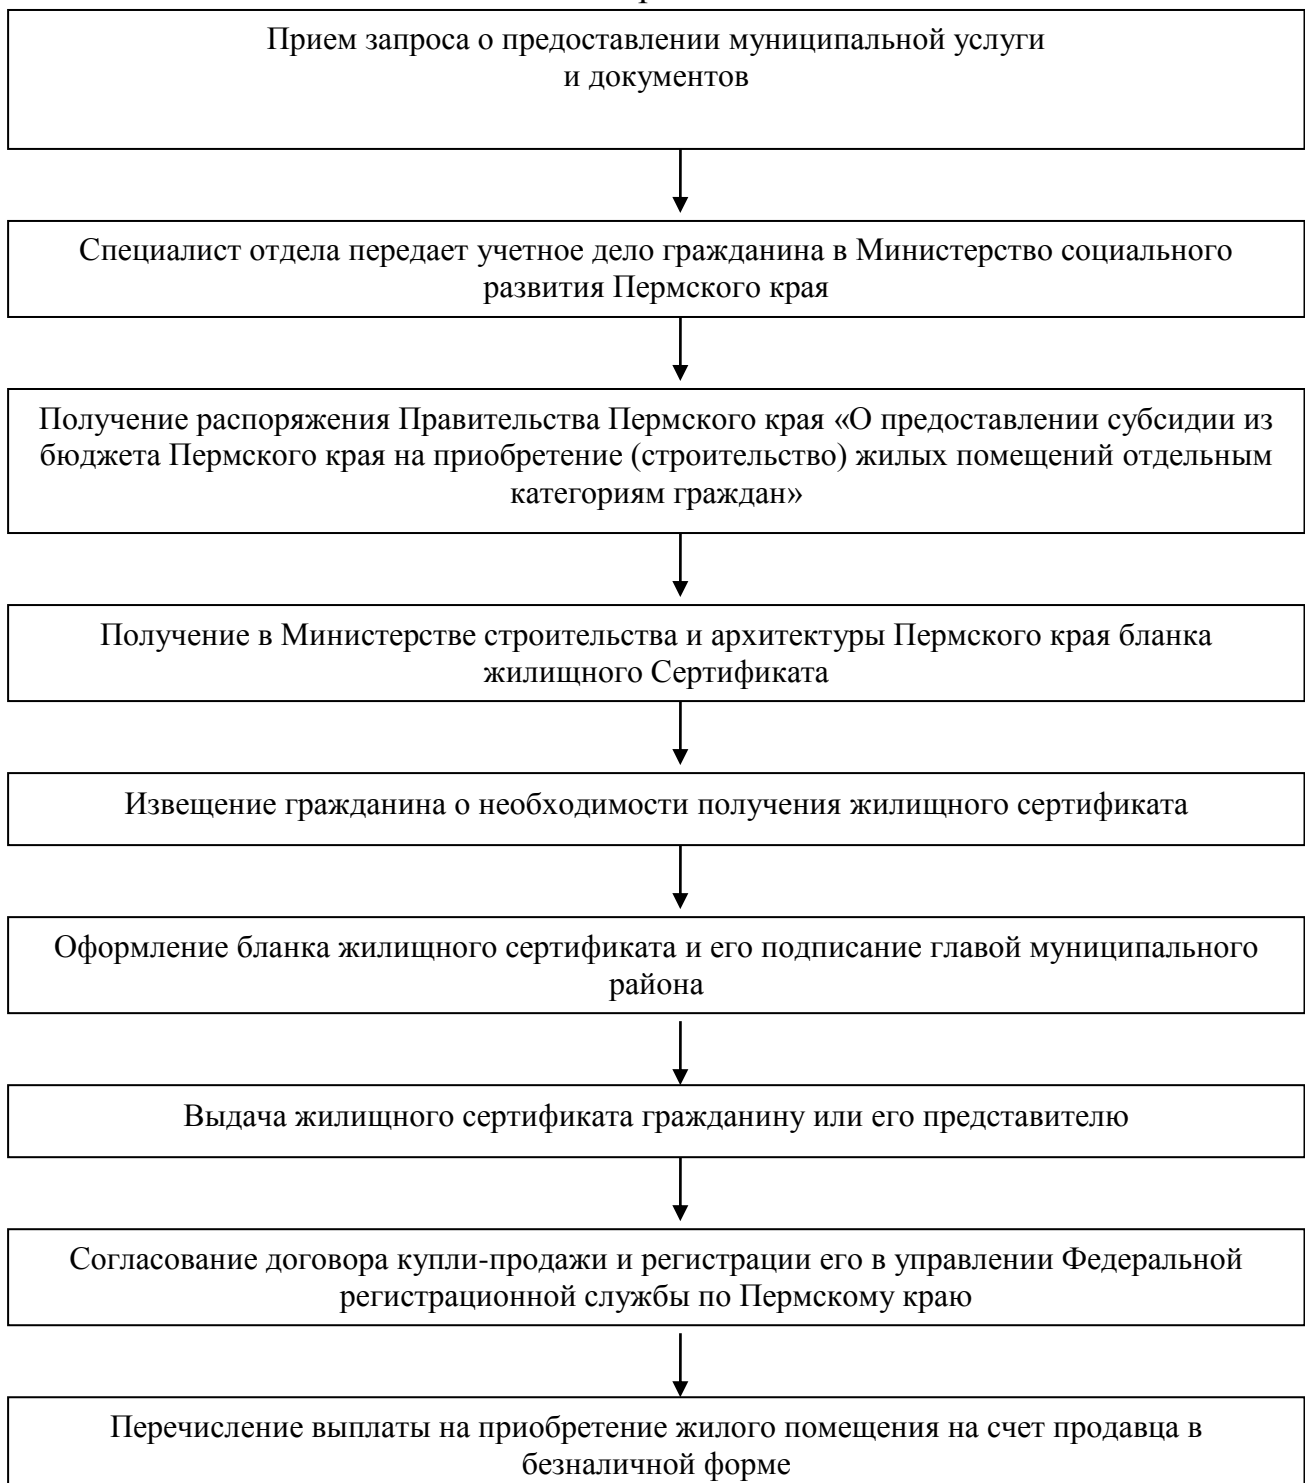 Прием запроса о предоставлении муниципальной услуги
и документов
Специалист отдела передает учетное дело гражданина в Министерство социального
развития Пермского края
Получение распоряжения Правительства Пермского края «О предоставлении субсидии из
бюджета Пермского края на приобретение (строительство) жилых помещений отдельным
категориям граждан»
Получение в Министерстве строительства и архитектуры Пермского края бланка
жилищного Сертификата
Извещение гражданина о необходимости получения жилищного сертификата
Оформление бланка жилищного сертификата и его подписание главой муниципального
района
Выдача жилищного сертификата гражданину или его представителю
Согласование договора купли-продажи и регистрации его в управлении Федеральной
регистрационной службы по Пермскому краю
Перечисление выплаты на приобретение жилого помещения на счет продавца в
безналичной форме